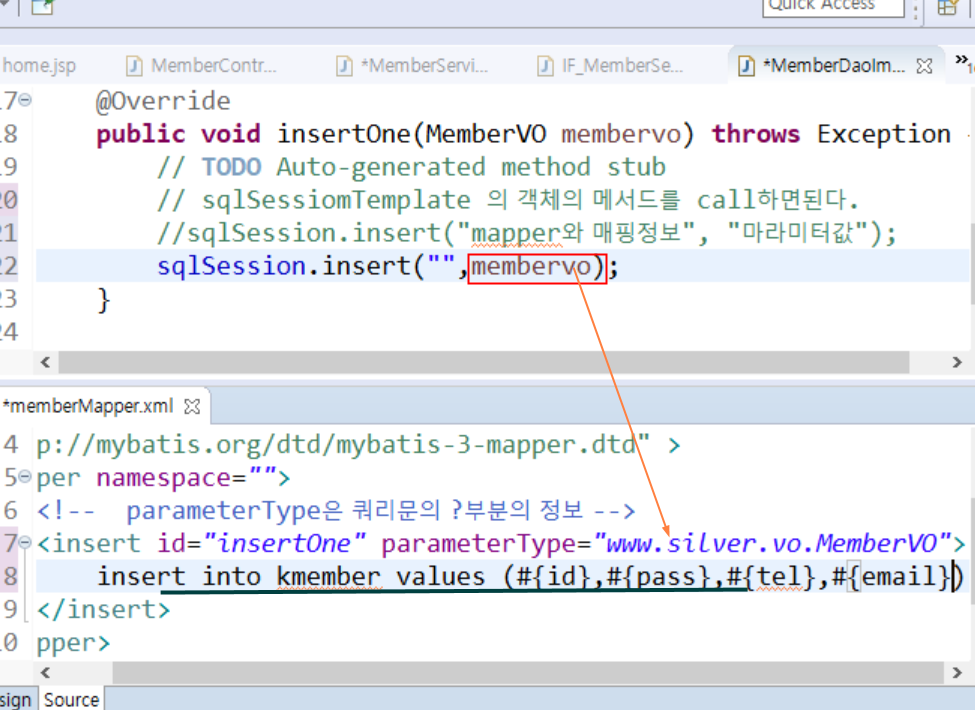 Quick Access
home.jsp MemberContr... *MemberServi... IF_MemberSe... *MemberDaoIm...
@Override
18 public void insertOne(MemberVO membervo) throws Exception
// TODO Auto-generated method stub
20 // sqlSessiomTemplate 의 객체의 메서드를 call하면된다.
21 //sqlSession.insert("mapper와 매핑정보", "마라미터값");
22 sqlSession.insert("",membervo);
23 }
24
*memberMapper.xml
4 p://mybatis.org/dtd/mybatis-3-mapper.dtd" >
5 per namespace="">
6 <!-- parameterType은 쿼리문의 ?부분의 정보 -->
7 <insert id="insertOne" parameterType="www.silver.vo.MemberVO">
8 insert into kmember values (#{id},#{pass},#{tel},#{email})
9 </insert>
10 pper>
sign Source